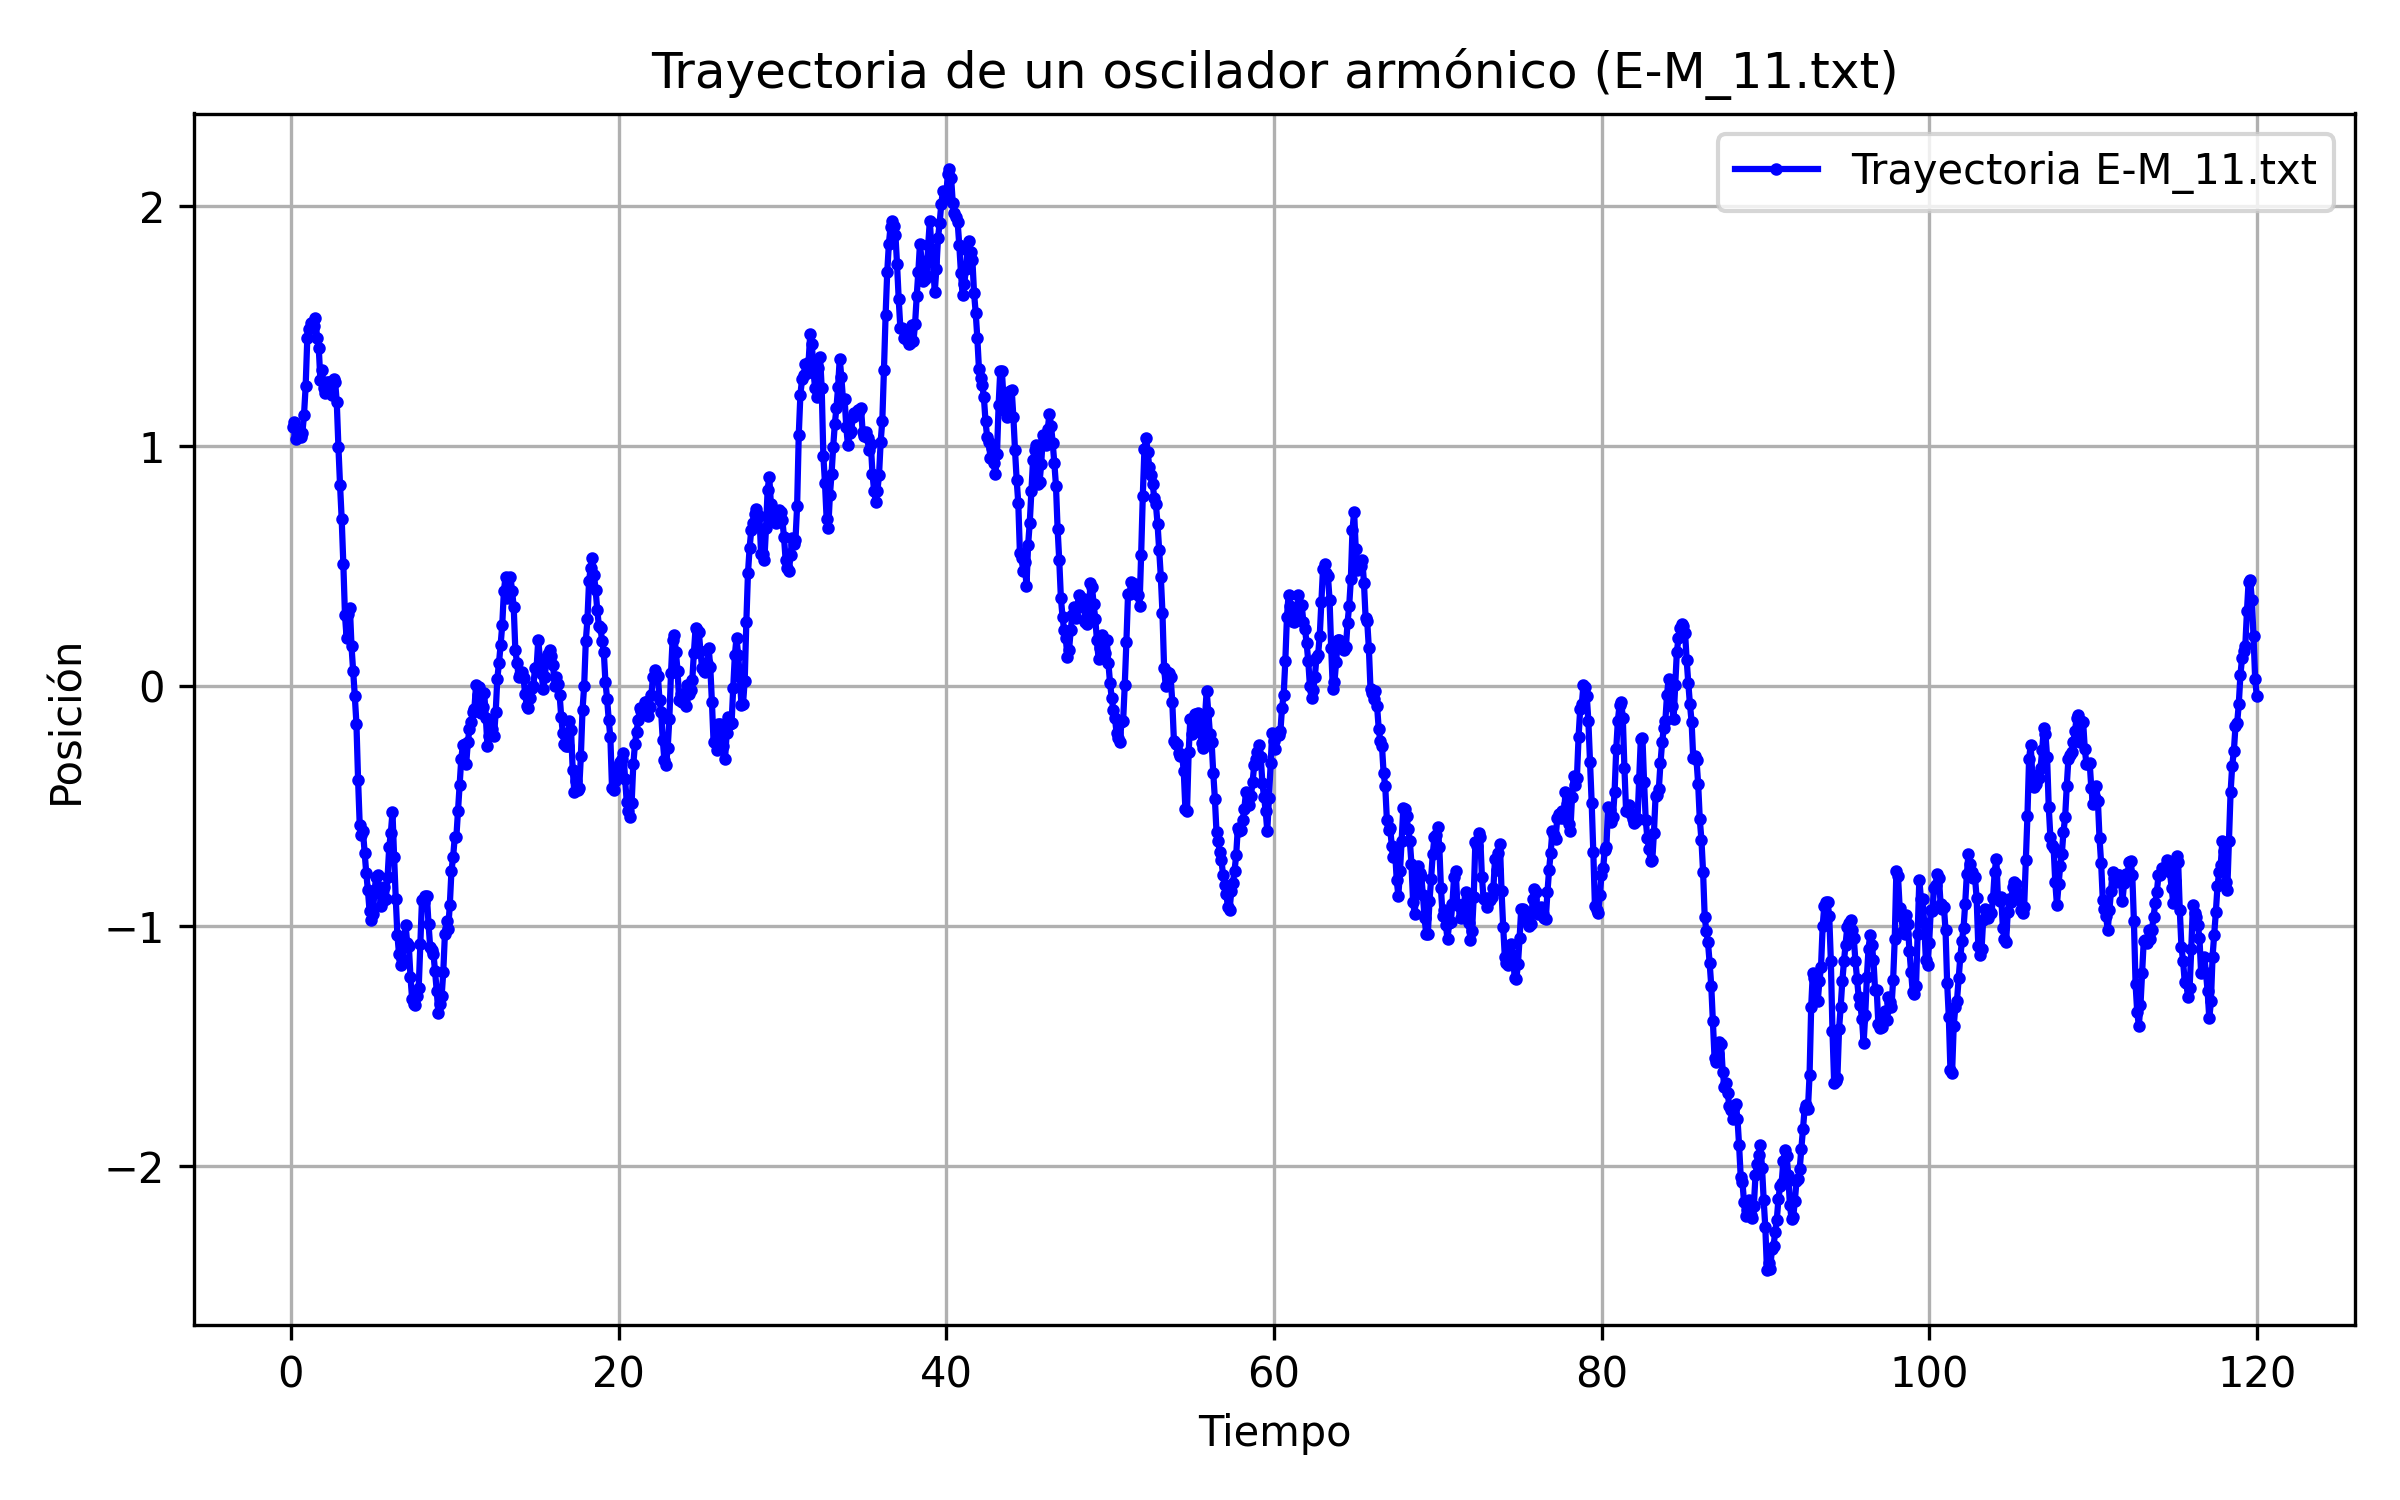 Trayectoria de un oscilador armónico (E-M_11.txt)
Trayectoria E-M_11.txt
Posición
2
1
0
−1
−2
0 20 40 60 80 100 120
Tiempo